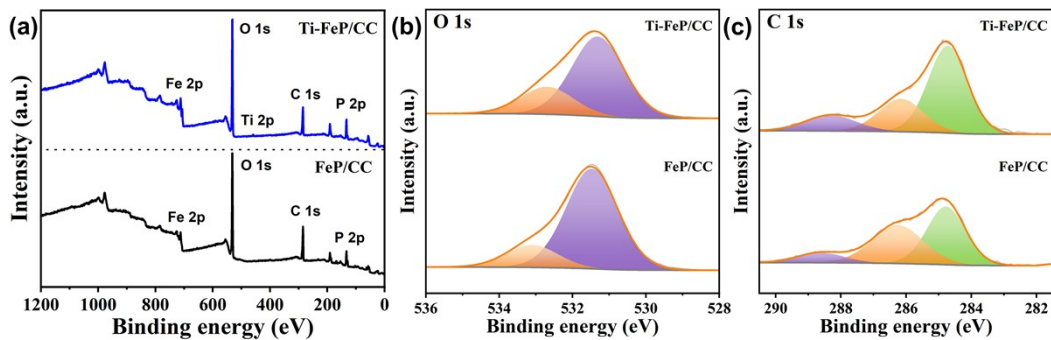 (a)
O 1s
Ti-FeP/CC
Fe 2p
C 1s
P 2p
Ti 2p
O 1s
FeP/CC
Fe 2p
C 1s
P 2p
Intensity (a.u.)
1200 1000 800 600 400 200 0
Binding energy (eV)
(b)
O 1s
Ti-FeP/CC
FeP/CC
Intensity (a.u.)
536 534 532 530 528
Binding energy (eV)
(c)
C 1s
Ti-FeP/CC
FeP/CC
Intensity (a.u.)
290 288 286 284 282
Binding energy (eV)